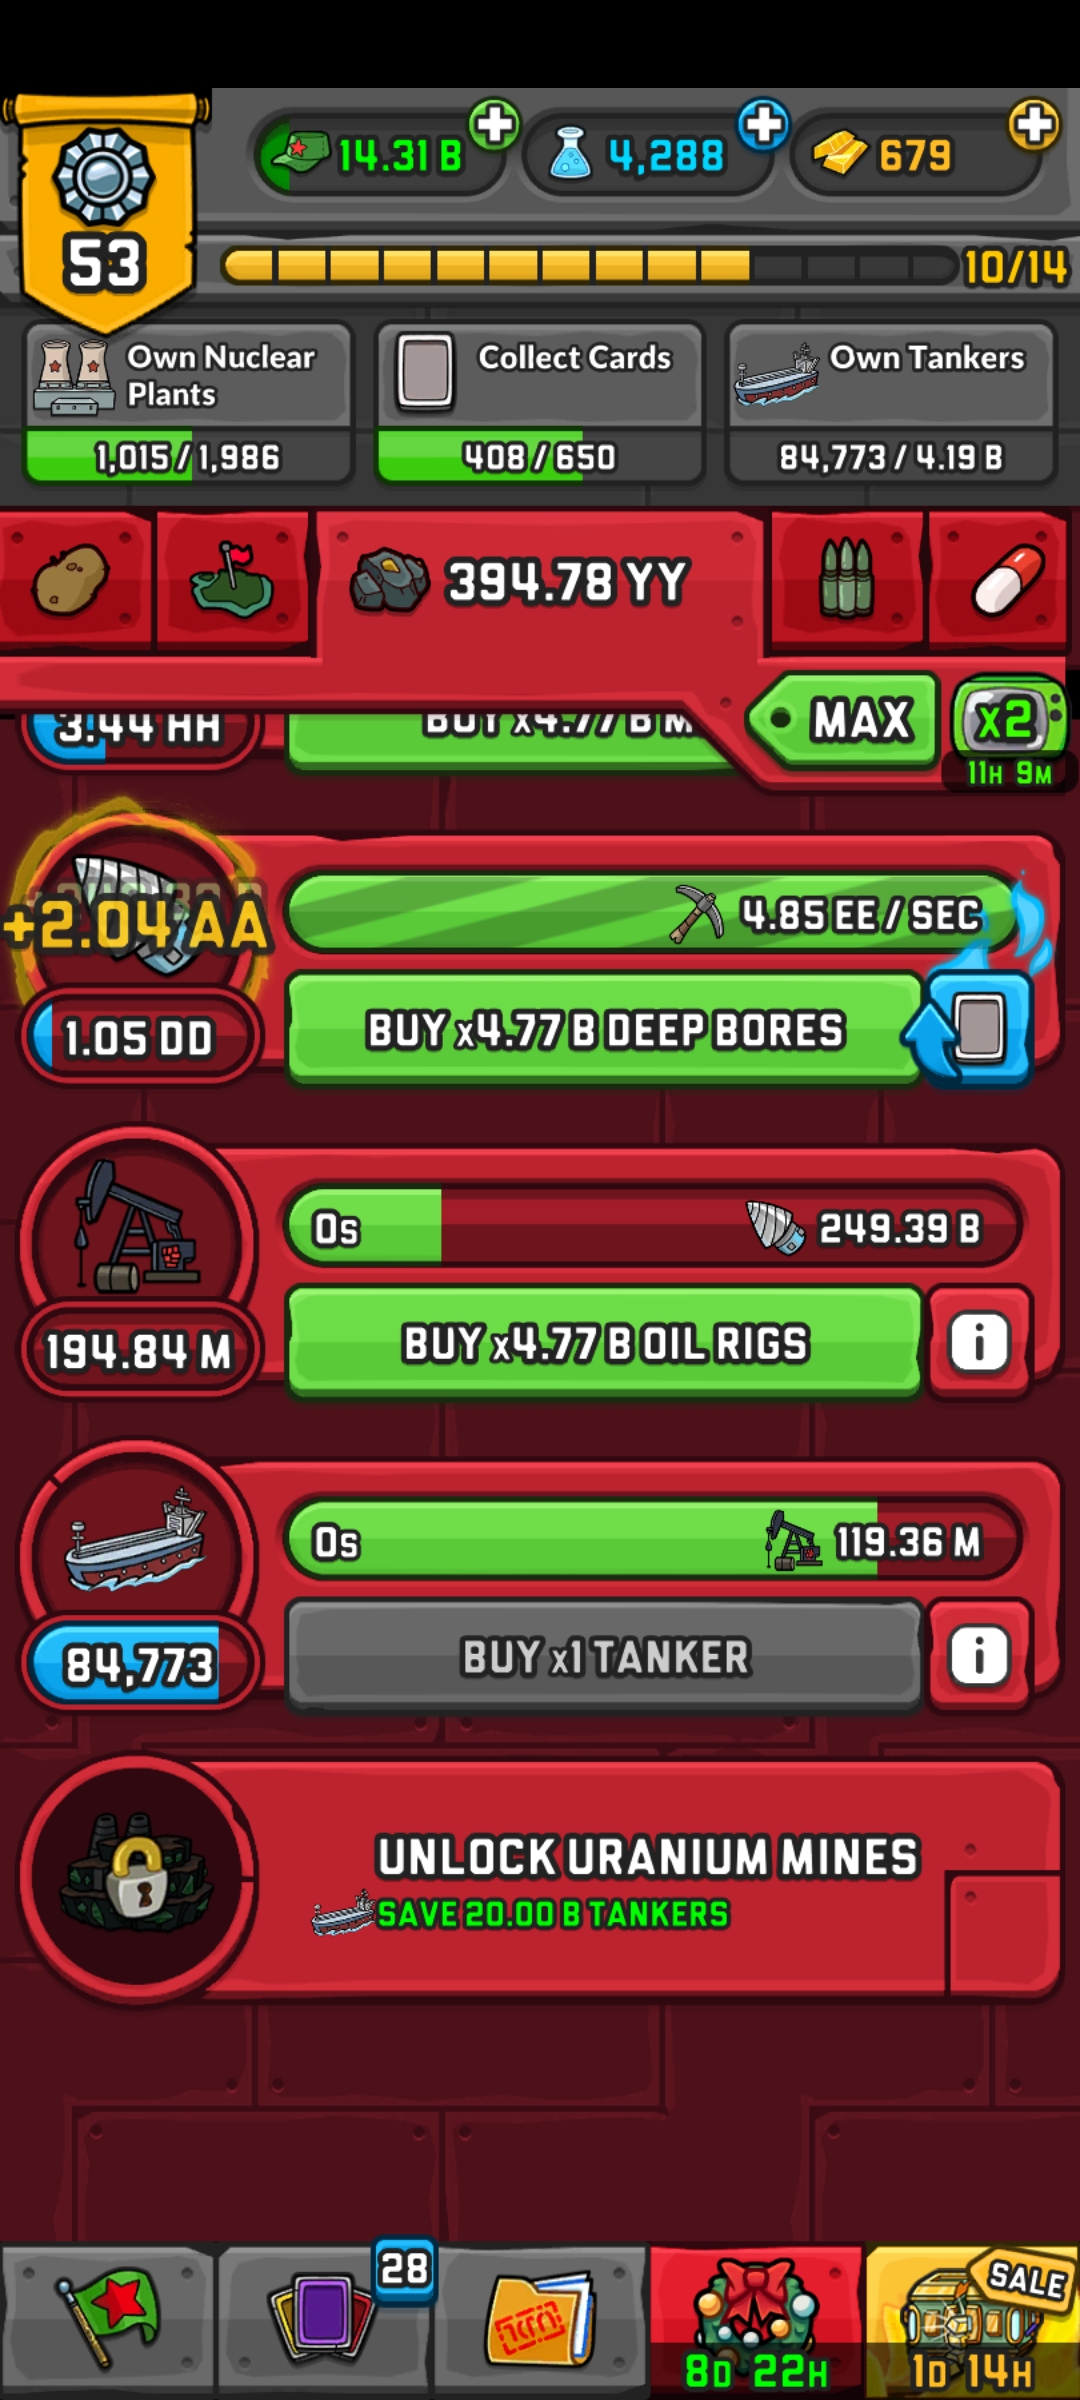 14.31 B
4,288
679
53
10/14
Own Nuclear
Plants
1,015/1,986
Collect Cards
408/650
Own Tankers
84,773/4.19 B
394.78 YY
MAX
x2
11H 9M
3.44 HH
BUY x4.77 B M
+2.04 AA
4.85 EE / SEC
1.05 DD
BUY x4.77 B DEEP BORES
0s
249.39 B
194.84 M
BUY x4.77 B OIL RIGS
i
0s
119.36 M
84,773
BUY x1 TANKER
i
UNLOCK URANIUM MINES
SAVE 20.00 B TANKERS
28
SALE
8D 22H
1D 14H